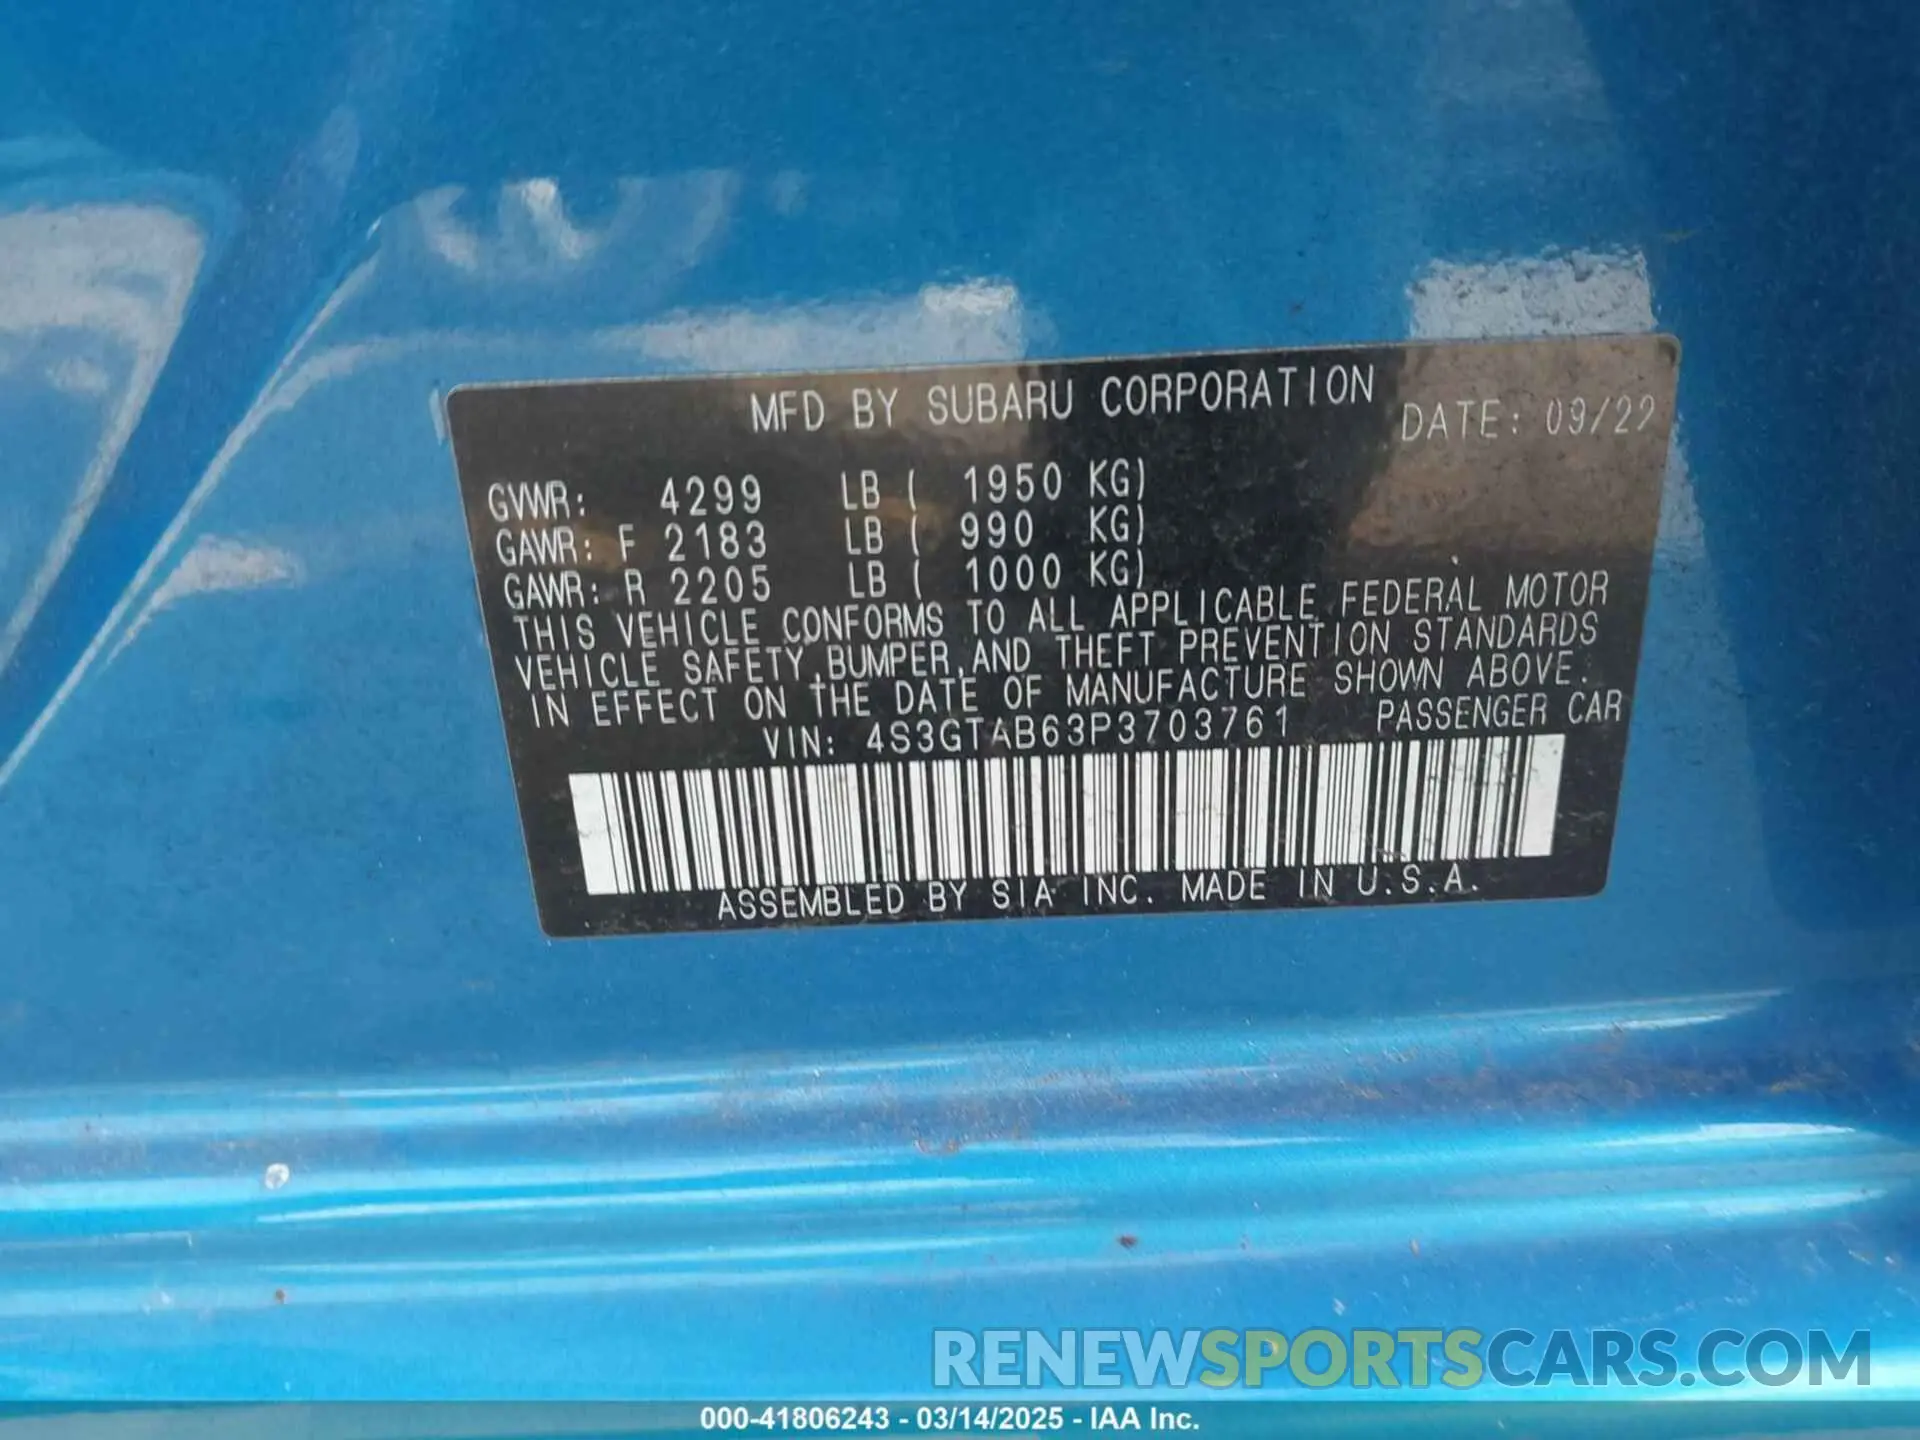 MFD BY SUBARU CORPORATION DATE: 09/22
GVWR: 4299 LB ( 1950 KG)
GAWR: F 2183 LB ( 990 KG)
GAWR: R 2205 LB ( 1000 KG)
THIS VEHICLE CONFORMS TO ALL APPLICABLE FEDERAL MOTOR
VEHICLE SAFETY,BUMPER,AND THEFT PREVENTION STANDARDS
IN EFFECT ON THE DATE OF MANUFACTURE SHOWN ABOVE.
VIN: 4S3GTAB63P3703761 PASSENGER CAR
ASSEMBLED BY SIA INC. MADE IN U.S.A.
RENEWSPORTSCARS.COM
000-41806243 - 03/14/2025 - IAA Inc.